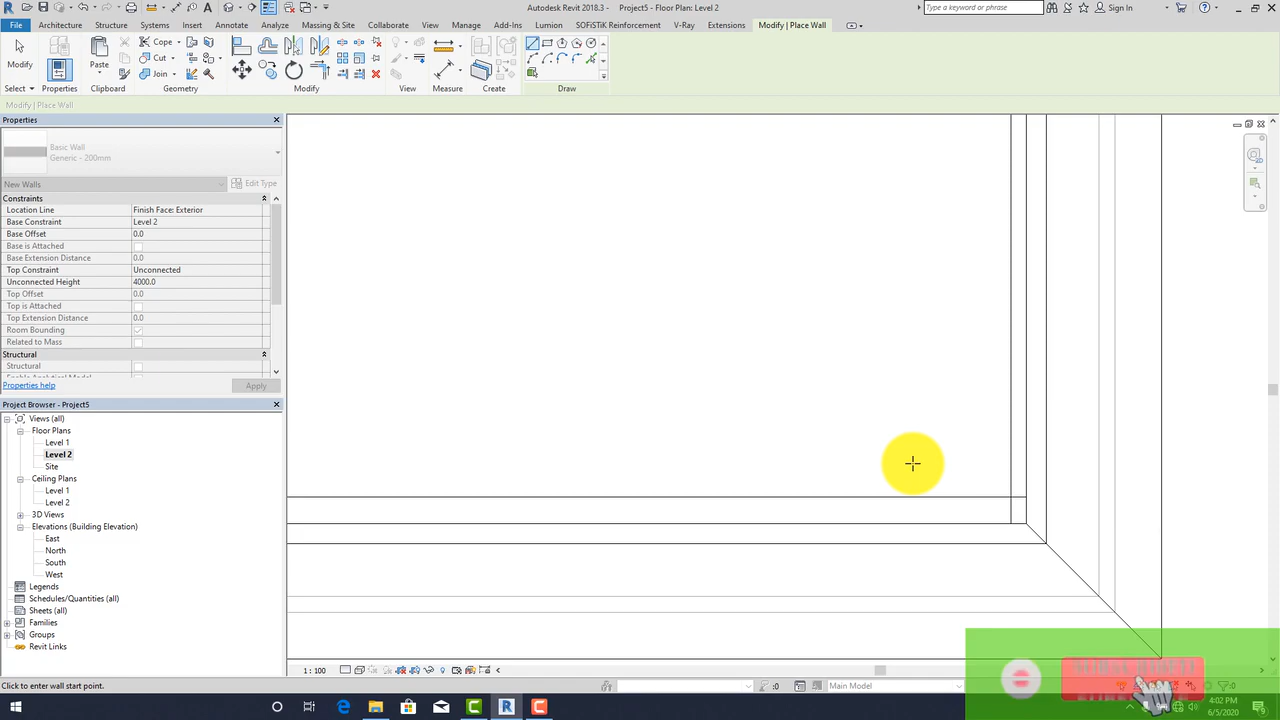 Autodesk Revit 2018.3 - Project5 - Floor Plan: Level 2
Type a keyword or phrase
Sign In
File
Architecture
Structure
Systems
Insert
Annotate
Analyze
Massing & Site
Collaborate
View
Manage
Add-Ins
Lumion
SOFiSTiK Reinforcement
V-Ray
Extensions
Modify | Place Wall
Modify
Properties
Paste
Cope
Cut
Join
Select
Properties
Clipboard
Geometry
Modify
View
Measure
Create
Draw
Modify | Place Wall
Properties
Basic Wall
Generic - 200mm
New Walls
Edit Type
Constraints
Location Line Finish Face: Exterior
Base Constraint Level 2
Base Offset 0.0
Base is Attached
Base Extension Distance 0.0
Top Constraint Unconnected
Unconnected Height 4000.0
Top Offset 0.0
Top is Attached
Top Extension Distance 0.0
Room Bounding
Related to Mass
Structural
Structural
Properties help
Apply
Project Browser - Project5
Views (all)
Floor Plans
Level 1
Level 2
Site
Ceiling Plans
Level 1
Level 2
3D Views
Elevations (Building Elevation)
East
North
South
West
Legends
Schedules/Quantities (all)
Sheets (all)
Families
Groups
Revit Links
1 : 100
Click to enter wall start point.
:0
Main Model
:0
4:02 PM
6/5/2020